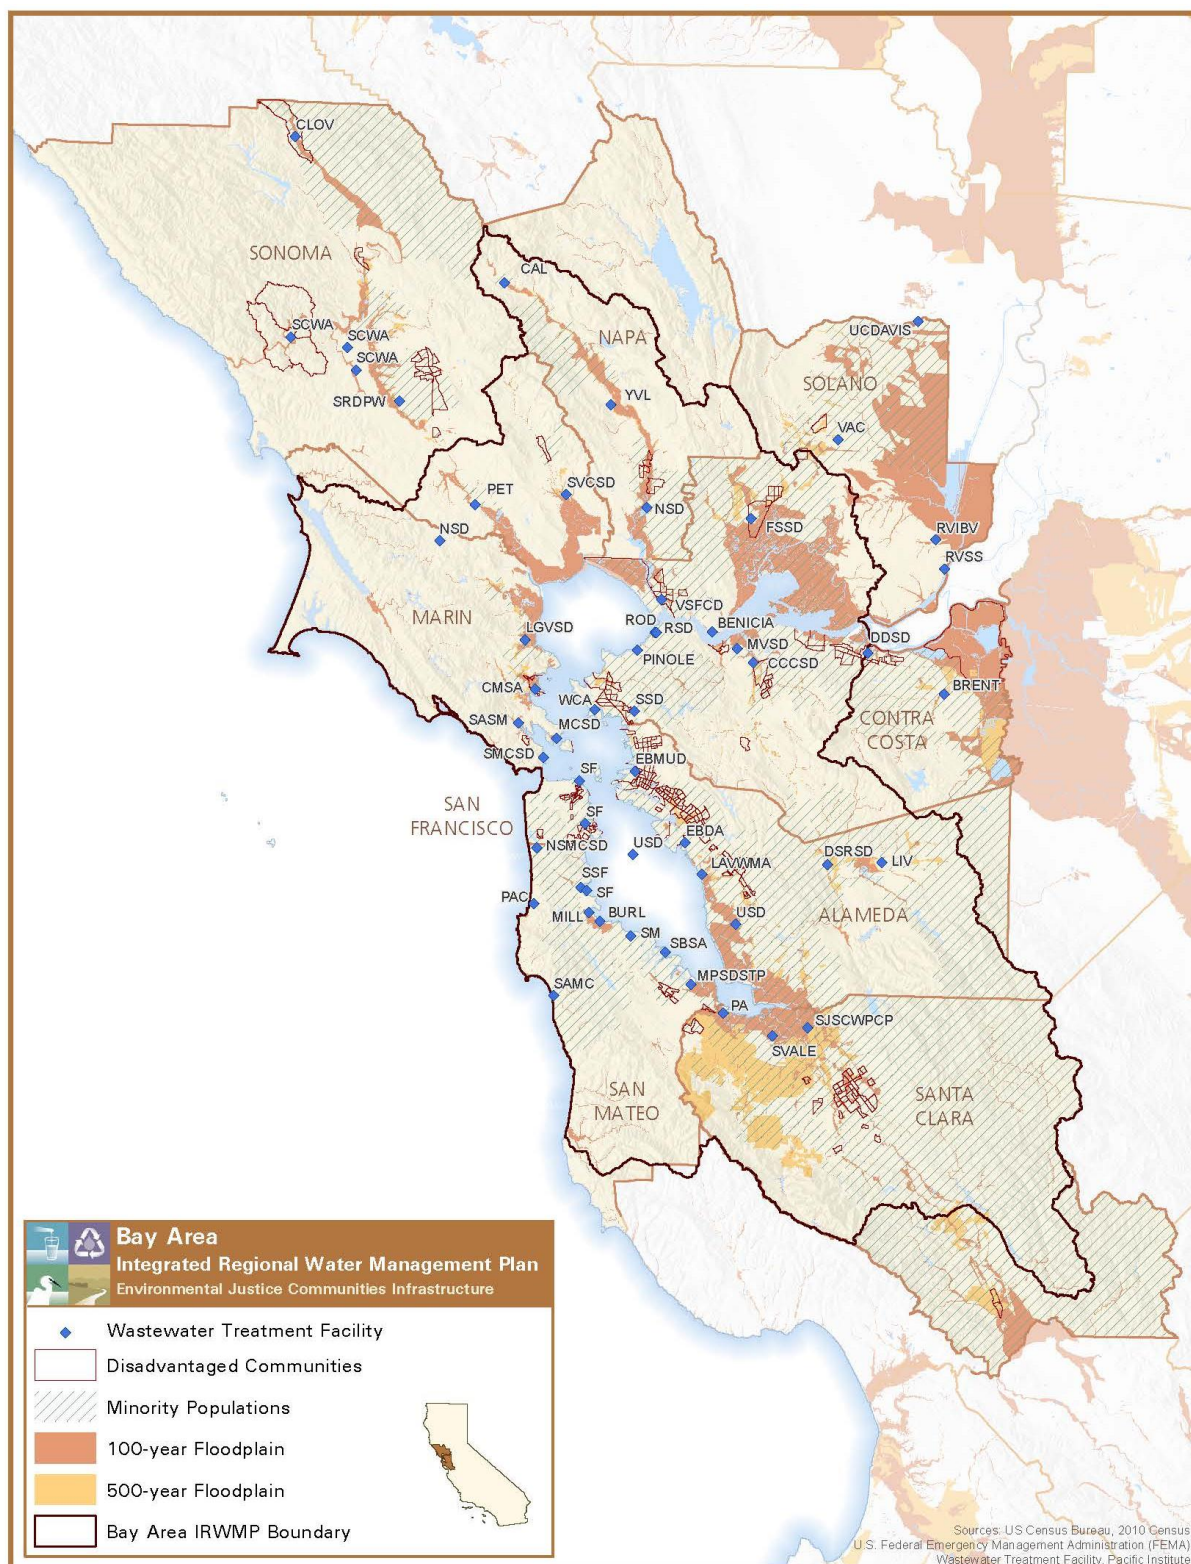 CLOV
SONOMA
CAL
SCWA
SCWA
SCWA
SRDPW
NAPA
UCDAVIS
SOLANO
YVL
VAC
PET
SVCSD
NSD
NSD
FSSD
RVIBV
RVSS
MARIN
VSFCD
LGVSD
ROD
RSD
BENICIA
MVSD
DDSD
PINOLE
CCCSD
CMSA
WCA
SSD
BRENT
SASM
MCSD
CONTRA
COSTA
SMCSD
SF
EBMUD
SAN
FRANCISCO
SF
NSMCSD
USD
EBDA
DSRSD
LIV
LAVWMA
SSF
SF
PAC
MILL
BURL
USD
ALAMEDA
SM
SBSA
SAMC
MPSDSTP
PA
SJSCWPCP
SVALE
SAN
MATEO
SANTA
CLARA
Bay Area
Integrated Regional Water Management Plan
Environmental Justice Communities Infrastructure
Wastewater Treatment Facility
Disadvantaged Communities
Minority Populations
100-year Floodplain
500-year Floodplain
Bay Area IRWMP Boundary
Sources: US Census Bureau, 2010 Census
U.S. Federal Emergency Management Administration (FEMA)
Wastewater Treatment Facility, Pacific Institute